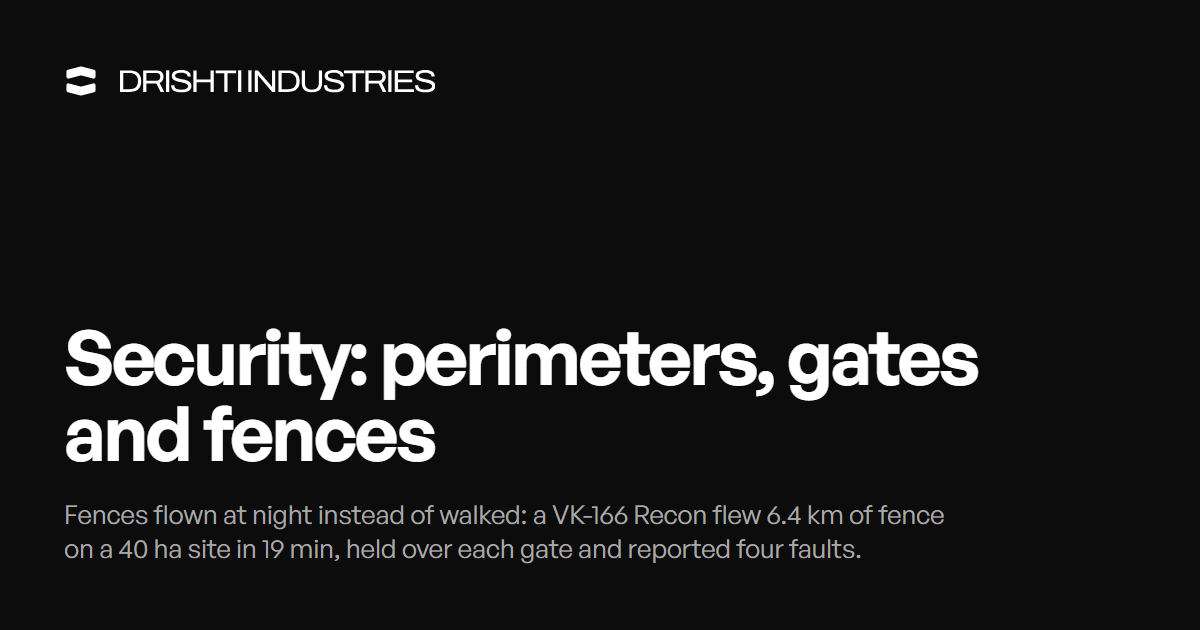 DRISHTI INDUSTRIES
Security: perimeters, gates
and fences
Fences flown at night instead of walked: a VK-166 Recon flew 6.4 km of fence
on a 40 ha site in 19 min, held over each gate and reported four faults.